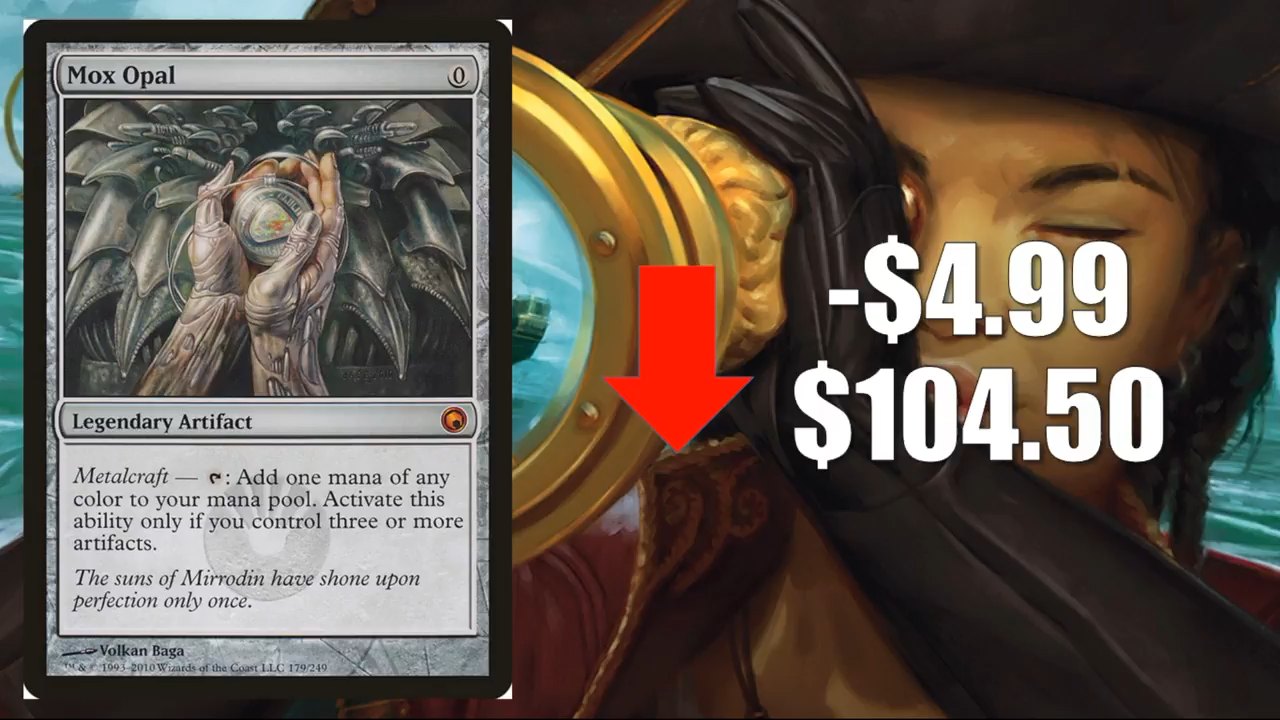 Mox Opal
0
Legendary Artifact
Metalcraft — : Add one mana of any
color to your mana pool. Activate this
ability only if you control three or more
artifacts.
The suns of Mirrodin have shone upon
perfection only once.
Volkan Baga
™ & © 1993–2010 Wizards of the Coast LLC 179/249
-$4.99
$104.50